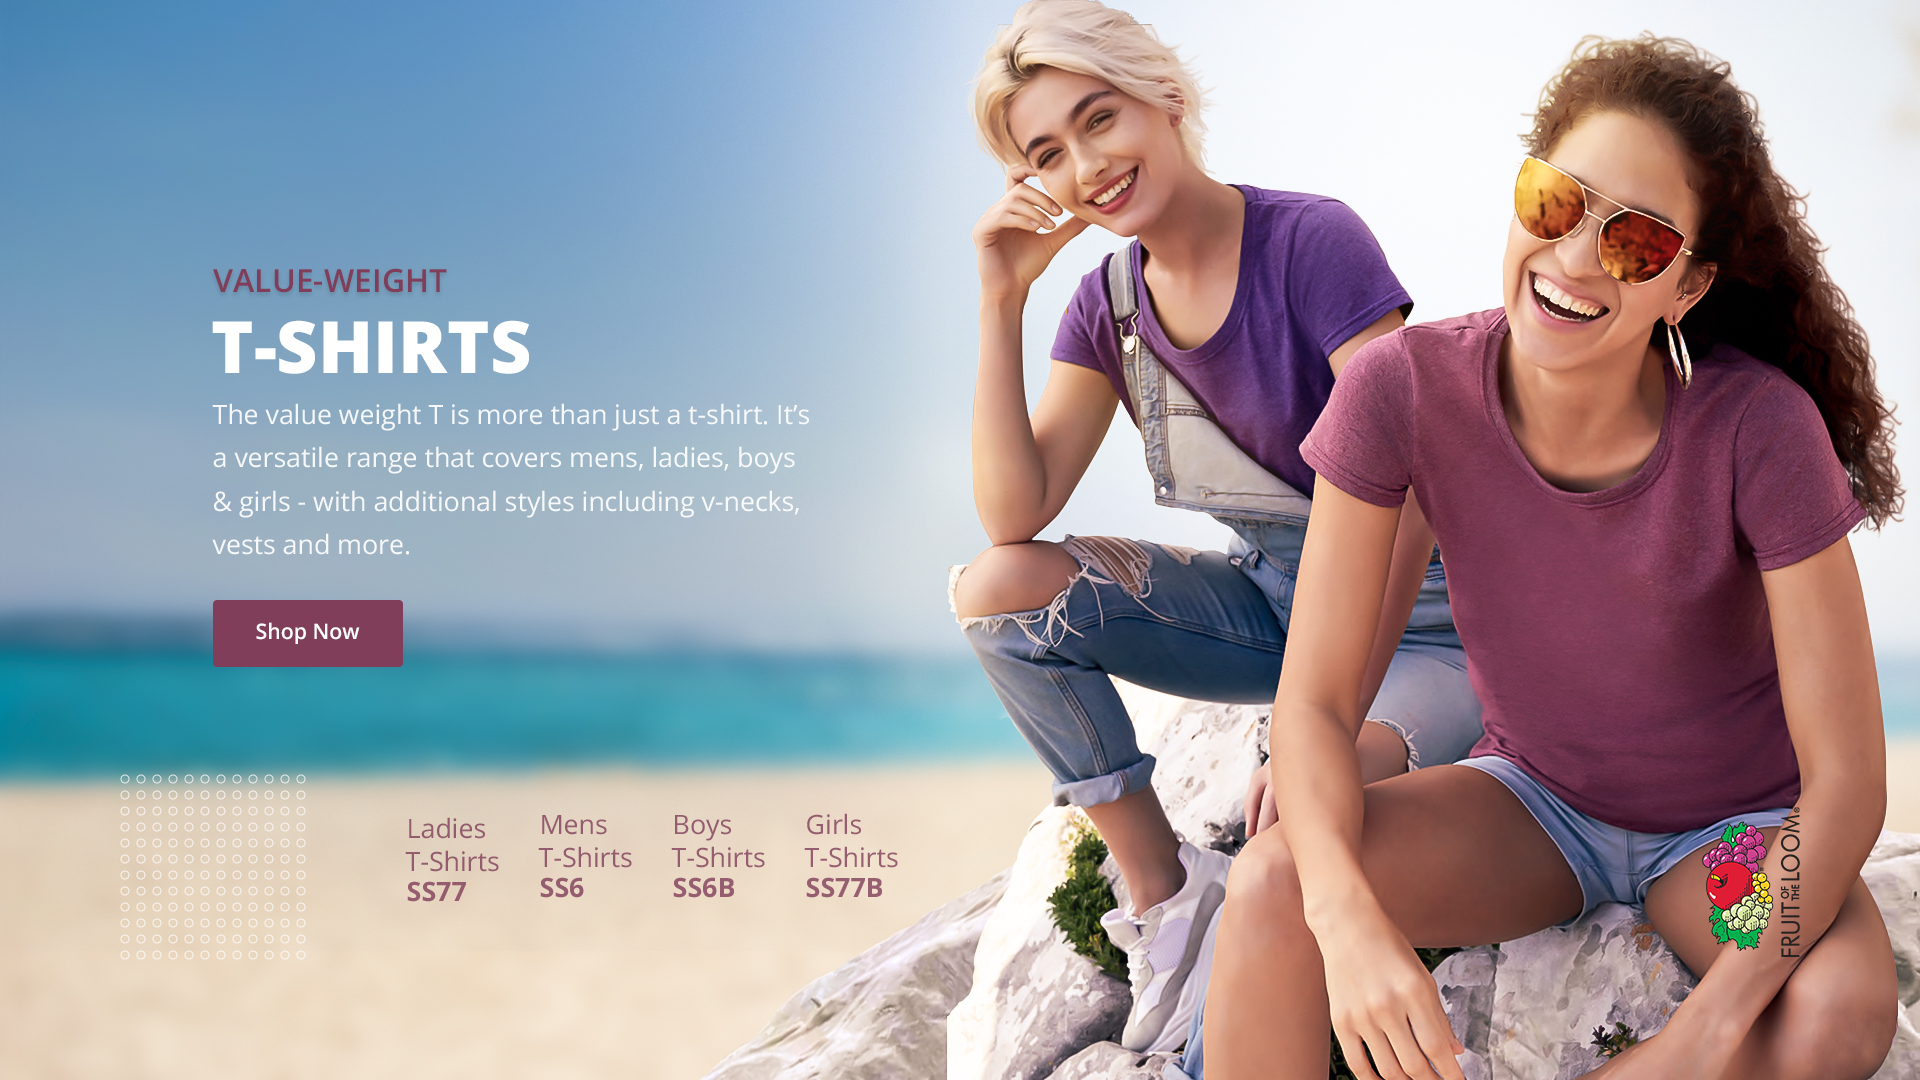 VALUE-WEIGHT
T-SHIRTS
The value weight T is more than just a t-shirt. It’s
a versatile range that covers mens, ladies, boys
& girls - with additional styles including v-necks,
vests and more.
Shop Now
Ladies
T-Shirts
SS77
Mens
T-Shirts
SS6
Boys
T-Shirts
SS6B
Girls
T-Shirts
SS77B
FRUIT OF THE LOOM®